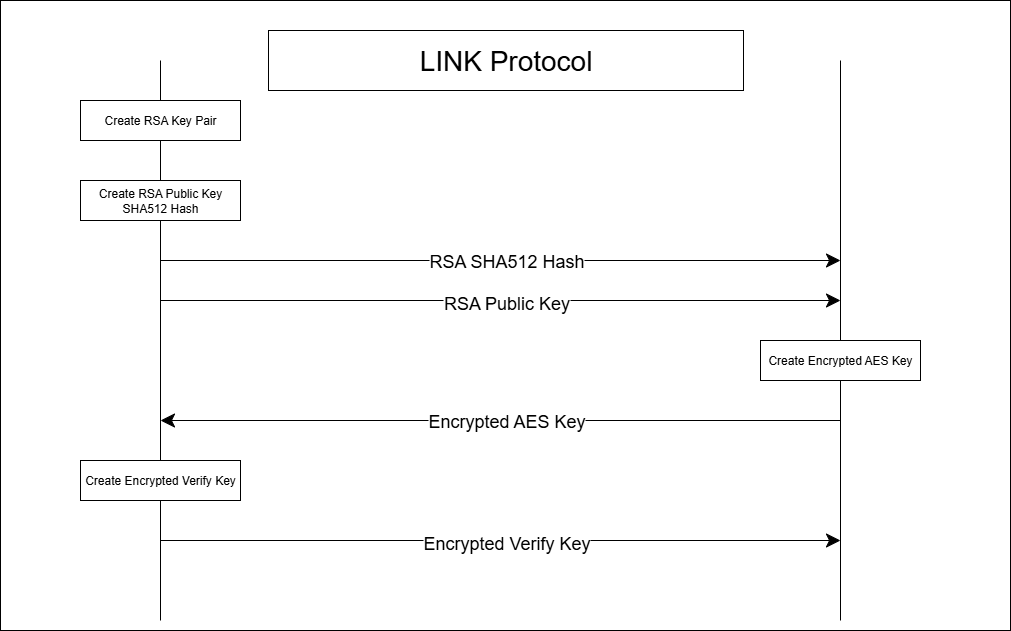 LINK Protocol
Create RSA Key Pair
Create RSA Public Key
SHA512 Hash
RSA SHA512 Hash
RSA Public Key
Create Encrypted AES Key
Encrypted AES Key
Create Encrypted Verify Key
Encrypted Verify Key